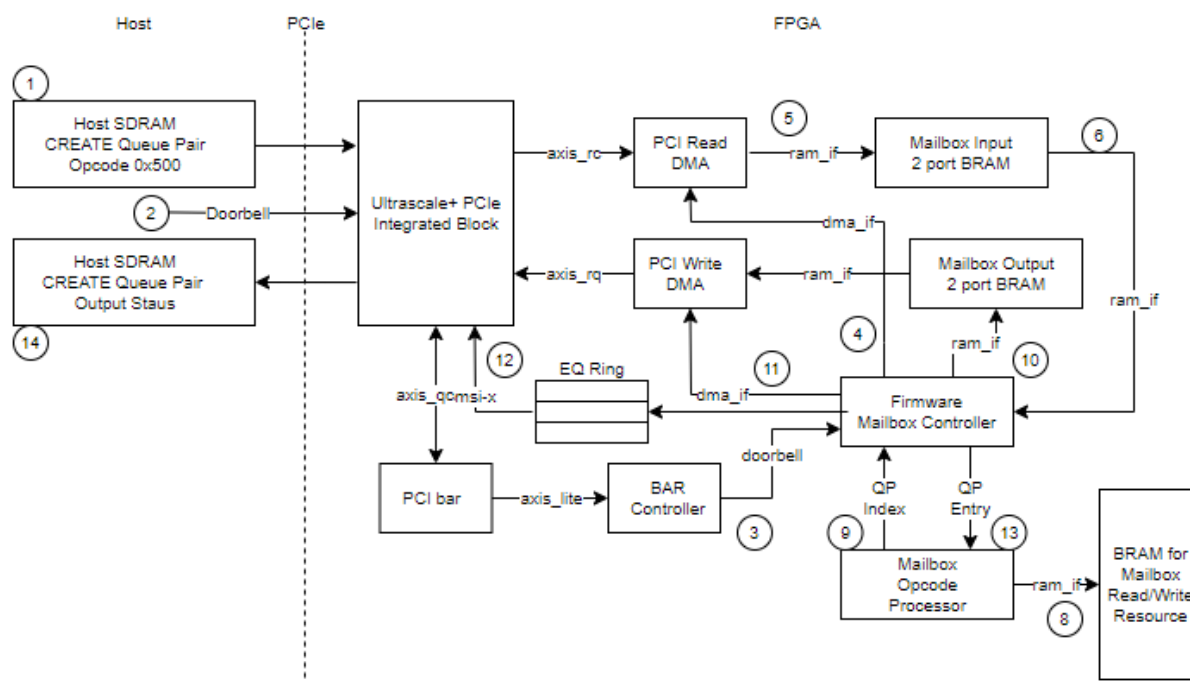 Host
PCIe
FPGA
1
Host SDRAM
CREATE Queue Pair
Opcode 0x500
2
Doorbell
Host SDRAM
CREATE Queue Pair
Output Staus
14
Ultrascale+ PCIe
Integrated Block
axis_rc
PCI Read
DMA
5
ram_if
Mailbox Input
2 port BRAM
6
dma_if
axis_rq
PCI Write
DMA
ram_if
Mailbox Output
2 port BRAM
ram_if
4
ram_if
10
12
EQ Ring
11
axis_qc
msi-x
dma_if
Firmware
Mailbox Controller
doorbell
PCI bar
axis_lite
BAR
Controller
3
QP
Index
QP
Entry
9
13
Mailbox
Opcode
Processor
ram_if
8
BRAM for
Mailbox
Read/Write
Resource